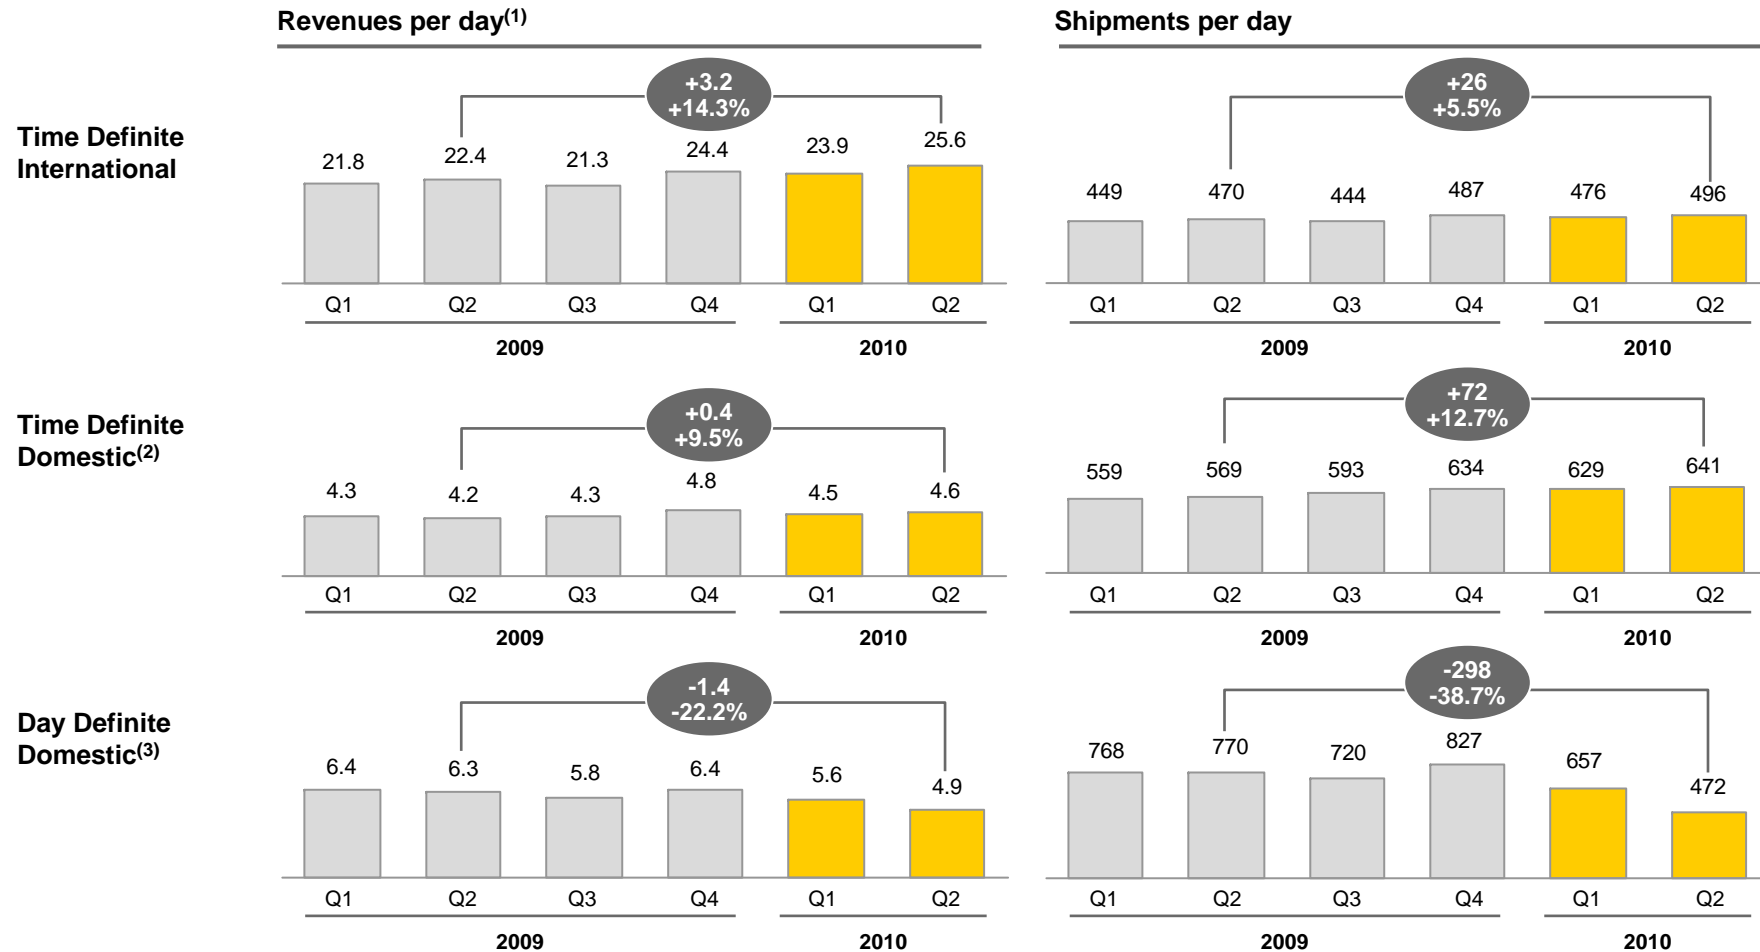 Revenues per day(1)
Shipments per day
Time Definite
International
+3.2
+14.3%
21.8 22.4 21.3 24.4 23.9 25.6
Q1 Q2 Q3 Q4 Q1 Q2
2009 2010
+26
+5.5%
449 470 444 487 476 496
Q1 Q2 Q3 Q4 Q1 Q2
2009 2010
Time Definite
Domestic(2)
+0.4
+9.5%
4.3 4.2 4.3 4.8 4.5 4.6
Q1 Q2 Q3 Q4 Q1 Q2
2009 2010
+72
+12.7%
559 569 593 634 629 641
Q1 Q2 Q3 Q4 Q1 Q2
2009 2010
Day Definite
Domestic(3)
-1.4
-22.2%
6.4 6.3 5.8 6.4 5.6 4.9
Q1 Q2 Q3 Q4 Q1 Q2
2009 2010
-298
-38.7%
768 770 720 827 657 472
Q1 Q2 Q3 Q4 Q1 Q2
2009 2010